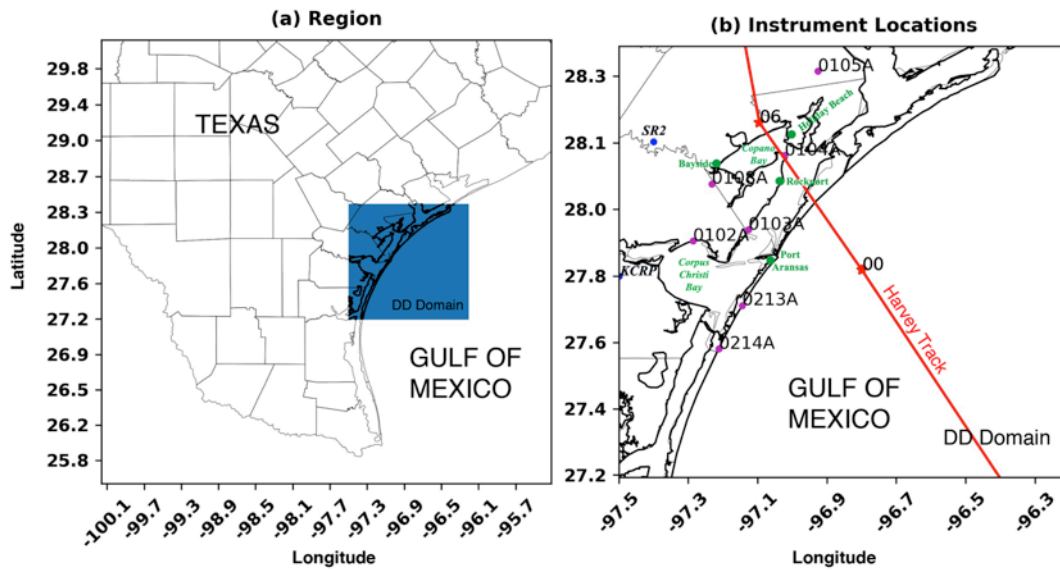 (a) Region
29.8
29.4
29.0
28.7
28.3
28.0
27.6
27.2
26.9
26.5
26.2
25.8
Latitude
TEXAS
DD Domain
GULF OF
MEXICO
-100.1
-99.7
-99.3
-98.9
-98.5
-98.1
-97.7
-97.3
-96.9
-96.5
-96.1
-95.7
Longitude
(b) Instrument Locations
28.3
28.1
28.0
27.8
27.6
27.4
27.2
0105A
06
Holiday Beach
SR2
Copano
Bay
0104A
Bayside
0108A
Rockport
0103A
0102A
Port
Aransas
00
KCRP
Corpus
Christi
Bay
0213A
Harvey Track
0214A
GULF OF
MEXICO
DD Domain
-97.5
-97.3
-97.1
-96.9
-96.7
-96.5
-96.3
Longitude